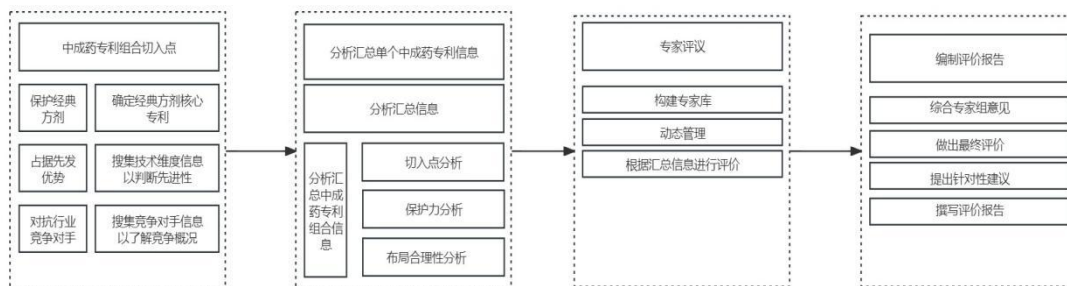 中成药专利组合切入点
保护经典
方剂
确定经典方剂核心
专利
占据先发
优势
搜集技术维度信息
以判断先进性
对抗行业
竞争对手
搜集竞争对手信息
以了解竞争概况
分析汇总单个中成药专利信息
分析汇总信息
分析汇
总中成
药专利
组合信
息
切入点分析
保护力分析
布局合理性分析
专家评议
构建专家库
动态管理
根据汇总信息进行评价
编制评价报告
综合专家组意见
做出最终评价
提出针对性建议
撰写评价报告